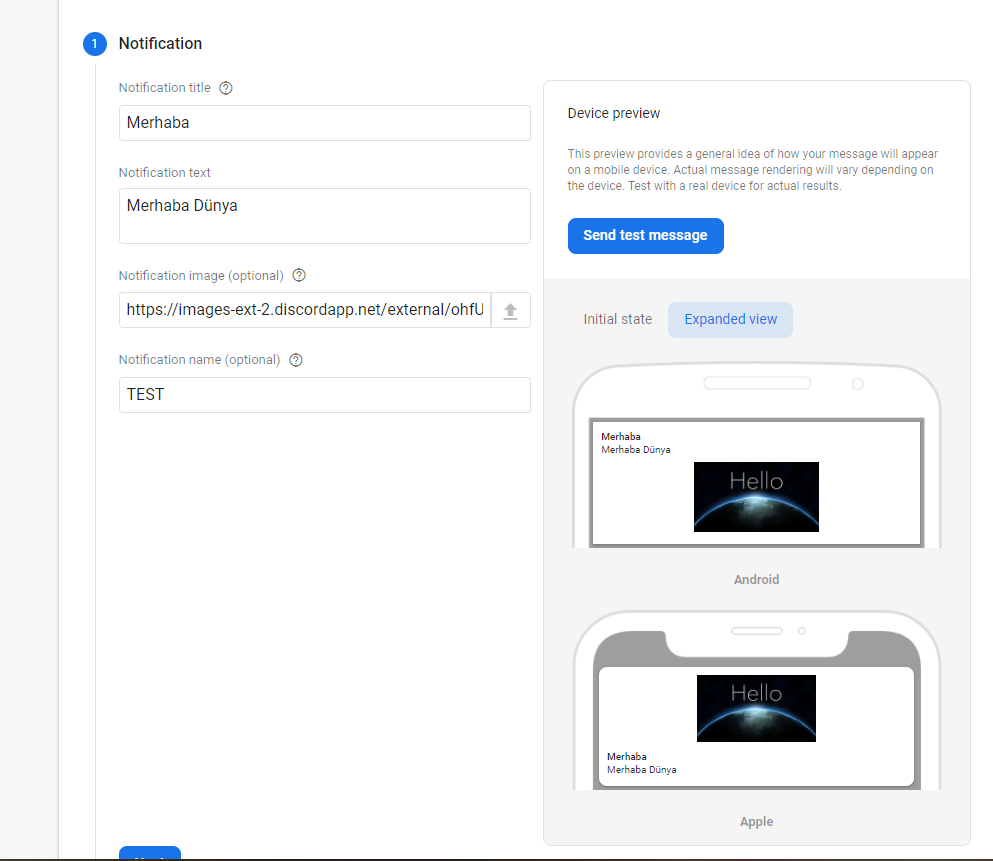 1 Notification
Notification title
Merhaba
Notification text
Merhaba Dünya
Notification image (optional)
https://images-ext-2.discordapp.net/external/ohfU
Notification name (optional)
TEST
Device preview
This preview provides a general idea of how your message will appear
on a mobile device. Actual message rendering will vary depending on
the device. Test with a real device for actual results.
Send test message
Initial state
Expanded view
Merhaba
Merhaba Dünya
Hello
Android
Hello
Merhaba
Merhaba Dünya
Apple